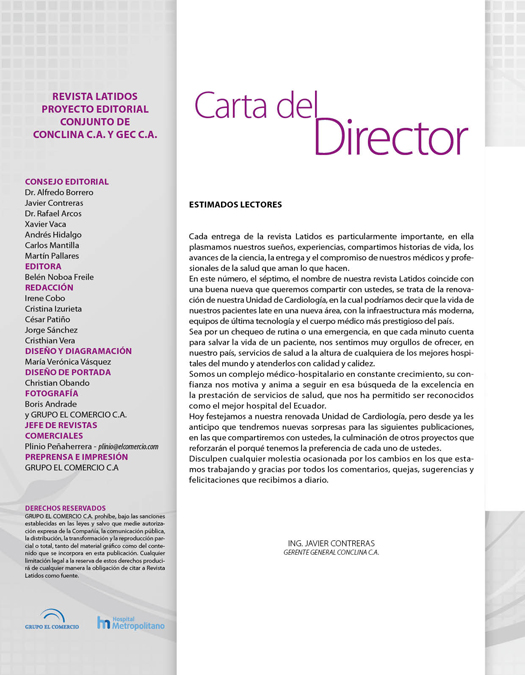 REVISTA LATIDOS
PROYECTO EDITORIAL
CONJUNTO DE
CONCLINA C.A. Y GEC C.A.
CONSEJO EDITORIAL
Dr. Alfredo Borrero
Javier Contreras
Dr. Rafael Arcos
Xavier Vaca
Andrés Hidalgo
Carlos Mantilla
Martín Pallares
EDITORA
Belén Noboa Freile
REDACCIÓN
Irene Cobo
Cristina Izurieta
César Patiño
Jorge Sánchez
Cristhian Vera
DISEÑO Y DIAGRAMACIÓN
María Verónica Vásquez
DISEÑO DE PORTADA
Christian Obando
FOTOGRAFÍA
Boris Andrade
y GRUPO EL COMERCIO C.A.
JEFE DE REVISTAS
COMERCIALES
Plinio Peñaherrera - plinio@elcomercio.com
PREPRENSA E IMPRESIÓN
GRUPO EL COMERCIO C.A
DERECHOS RESERVADOS
GRUPO EL COMERCIO C.A. prohíbe, bajo las sanciones
establecidas en las leyes y salvo que medie autoriza-
ción expresa de la Compañía, la comunicación pública,
la distribución, la transformación y la reproducción par-
cial o total, tanto del material gráfico como del conte-
nido que se incorpora en esta publicación. Cualquier
limitación legal a la reserva de estos derechos produci-
rá de cualquier manera la obligación de citar a Revista
Latidos como fuente.
GRUPO EL COMERCIO
hm Hospital
Metropolitano
Carta del
Director
ESTIMADOS LECTORES
Cada entrega de la revista Latidos es particularmente importante, en ella
plasmamos nuestros sueños, experiencias, compartimos historias de vida, los
avances de la ciencia, la entrega y el compromiso de nuestros médicos y profe-
sionales de la salud que aman lo que hacen.
En este número, el séptimo, el nombre de nuestra revista Latidos coincide con
una buena nueva que queremos compartir con ustedes, se trata de la renova-
ción de nuestra Unidad de Cardiología, en la cual podríamos decir que la vida de
nuestros pacientes late en una nueva área, con la infraestructura más moderna,
equipos de última tecnología y el cuerpo médico más prestigioso del país.
Sea por un chequeo de rutina o una emergencia, en que cada minuto cuenta
para salvar la vida de un paciente, nos sentimos muy orgullos de ofrecer, en
nuestro país, servicios de salud a la altura de cualquiera de los mejores hospi-
tales del mundo y atenderlos con calidad y calidez.
Somos un complejo médico-hospitalario en constante crecimiento, su con-
fianza nos motiva y anima a seguir en esa búsqueda de la excelencia en
la prestación de servicios de salud, que nos ha permitido ser reconocidos
como el mejor hospital del Ecuador.
Hoy festejamos a nuestra renovada Unidad de Cardiología, pero desde ya les
anticipo que tendremos nuevas sorpresas para las siguientes publicaciones,
en las que compartiremos con ustedes, la culminación de otros proyectos que
reforzarán el porqué tenemos la preferencia de cada uno de ustedes.
Disculpen cualquier molestia ocasionada por los cambios en los que esta-
mos trabajando y gracias por todos los comentarios, quejas, sugerencias y
felicitaciones que recibimos a diario.
ING. JAVIER CONTRERAS
GERENTE GENERAL CONCLINA C.A.